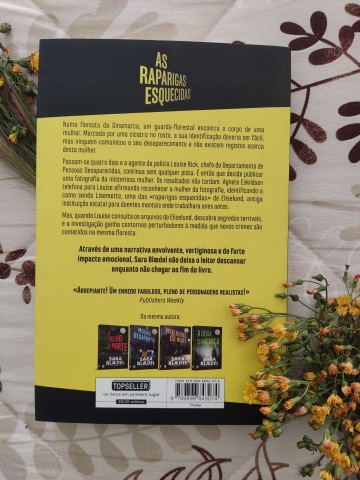 AS
RAPARIGAS
ESQUECIDAS
Numa floresta da Dinamarca, um guarda-florestal encontra o corpo de uma
mulher. Marcada por uma cicatriz no rosto, a sua identificação deveria ser fácil,
mas ninguém comunicou o seu desaparecimento e não existem registos acerca
desta mulher.
Passam-se quatro dias e a agente da polícia Louise Rick, chefe do Departamento
de Pessoas Desaparecidas, continua sem qualquer pista. É então que decide publicar
uma fotografia da misteriosa mulher. Os resultados não tardam. Agnete Eskildsen
telefona para Louise afirmando reconhecer a mulher da fotografia, identificando-a
como sendo Lisemette, uma das «raparigas esquecidas» de Eliselund, antiga
instituição estatal para doentes mentais onde trabalhara anos antes.
Mas, quando Louise consulta os arquivos de Eliselund, descobre segredos terríveis,
e a investigação ganha contornos perturbadores à medida que novos crimes são
cometidos na mesma floresta.
Através de uma narrativa envolvente, vertiginosa e de forte
impacto emocional, Sara Blædel não deixa o leitor descansar
enquanto não chegar ao fim do livro.
«ARREPIANTE! UM ENREDO FABULOSO, PLENO DE PERSONAGENS REALISTAS!»
Publishers Weekly
Da mesma autora:
SARA
BLÆDEL
SARA
BLÆDEL
SARA
BLÆDEL
SARA
BLÆDEL
TOPSELLER
os livros em primeiro lugar
20|20 editora